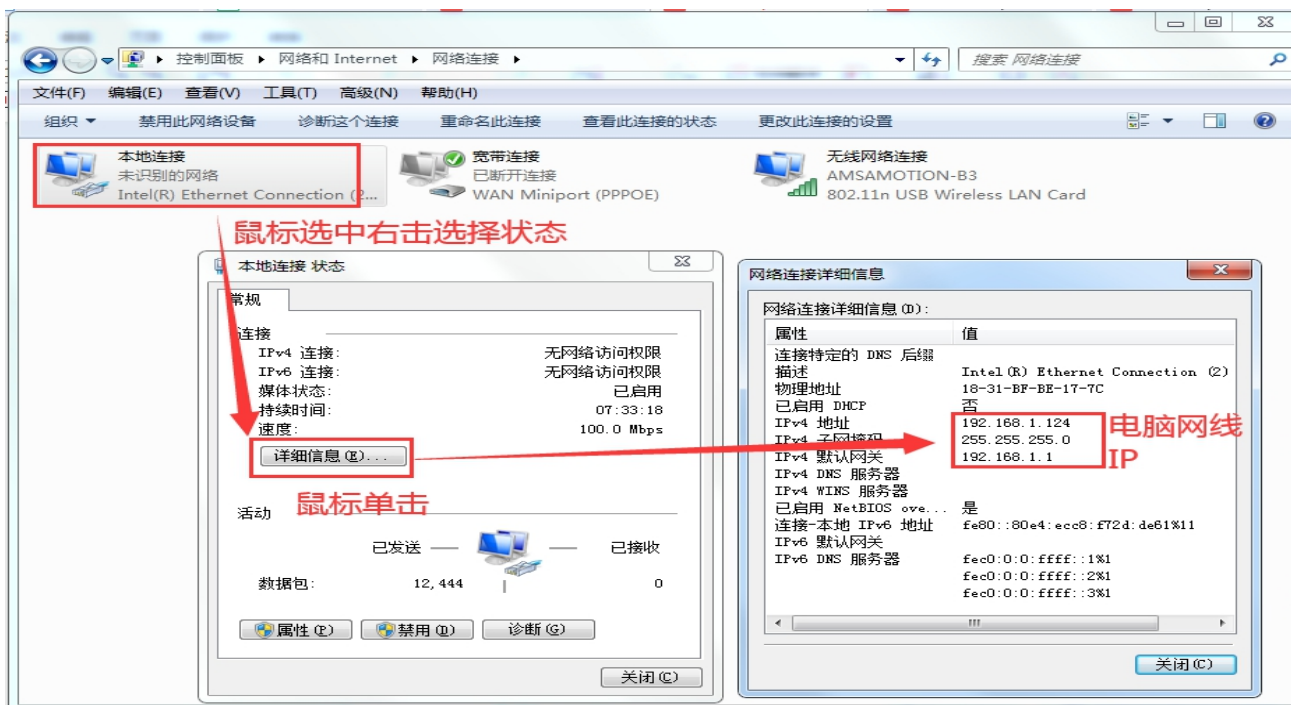 控制面板 ▸ 网络和 Internet ▸ 网络连接 ▸
搜索 网络连接
文件(F) 编辑(E) 查看(V) 工具(T) 高级(N) 帮助(H)
组织 禁用此网络设备 诊断这个连接 重命名此连接 查看此连接的状态 更改此连接的设置
本地连接
未识别的网络
Intel(R) Ethernet Connection (2...
宽带连接
已断开连接
WAN Miniport (PPPOE)
无线网络连接
AMSAMOTION-B3
802.11n USB Wireless LAN Card
鼠标选中右击选择状态
本地连接 状态
常规
连接
IPv4 连接: 无网络访问权限
IPv6 连接: 无网络访问权限
媒体状态: 已启用
持续时间: 07:33:18
速度: 100.0 Mbps
详细信息(E)...
鼠标单击
活动
已发送 — — 已接收
数据包: 12,444 0
属性(P) 禁用(D) 诊断(G)
关闭(C)
网络连接详细信息
网络连接详细信息(D):
属性 值
连接特定的 DNS 后缀
描述 Intel(R) Ethernet Connection (2)
物理地址 18-31-BF-BE-17-7C
已启用 DHCP 否
IPv4 地址 192.168.1.124
IPv4 子网掩码 255.255.255.0
IPv4 默认网关 192.168.1.1
IPv4 DNS 服务器
IPv4 WINS 服务器
已启用 NetBIOS ove... 是
连接-本地 IPv6 地址 fe80::80e4:ecc8:f72d:de61%11
IPv6 默认网关
IPv6 DNS 服务器 fec0:0:0:ffff::1%1
fec0:0:0:ffff::2%1
fec0:0:0:ffff::3%1
电脑网线
IP
关闭(C)